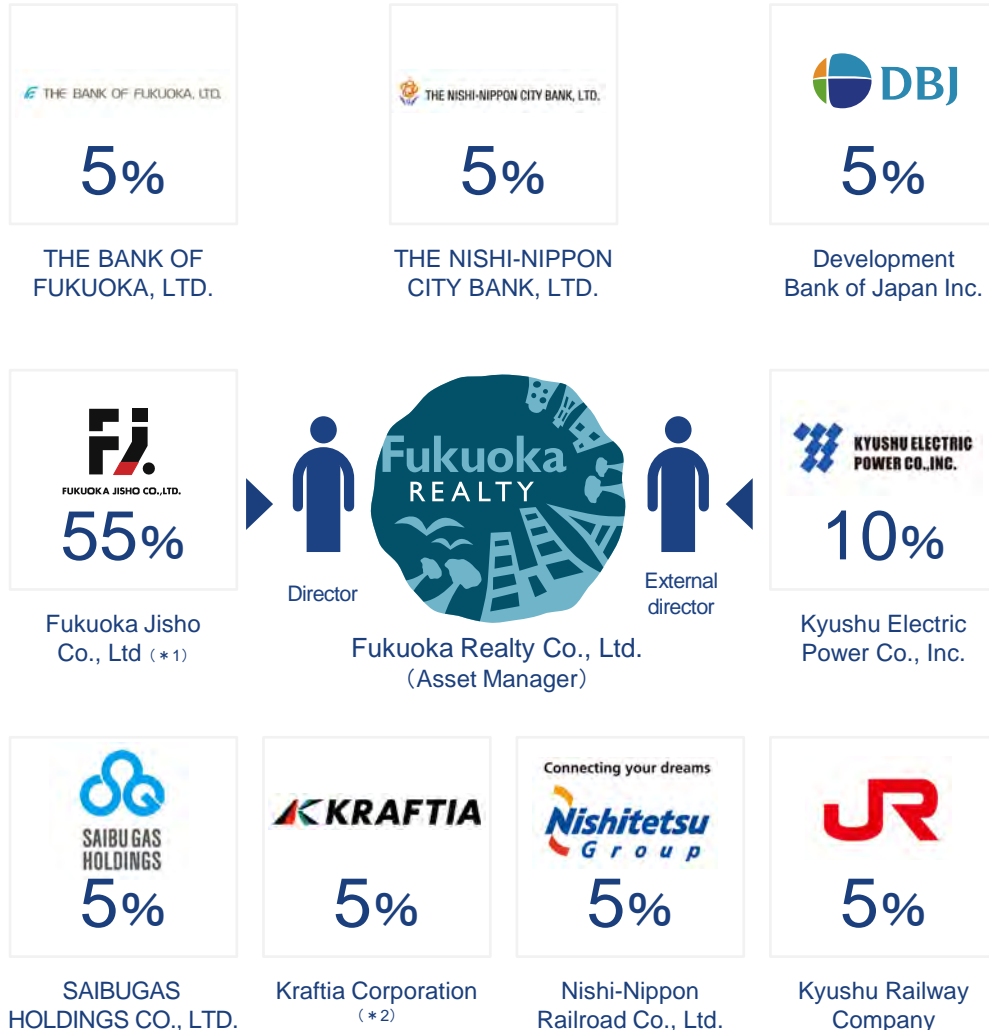 THE BANK OF FUKUOKA, LTD.
5%
THE BANK OF
FUKUOKA, LTD.
THE NISHI-NIPPON CITY BANK, LTD.
5%
THE NISHI-NIPPON
CITY BANK, LTD.
DBJ
5%
Development
Bank of Japan Inc.
FJ.
FUKUOKA JISHO CO.,LTD.
55%
Fukuoka Jisho
Co., Ltd (*1)
Director
Fukuoka
REALTY
Fukuoka Realty Co., Ltd.
(Asset Manager)
External
director
KYUSHU ELECTRIC
POWER CO.,INC.
10%
Kyushu Electric
Power Co., Inc.
SAIBU GAS
HOLDINGS
5%
SAIBUGAS
HOLDINGS CO., LTD.
KRAFTIA
5%
Kraftia Corporation
(*2)
Connecting your dreams
Nishitetsu
Group
5%
Nishi-Nippon
Railroad Co., Ltd.
JR
5%
Kyushu Railway
Company